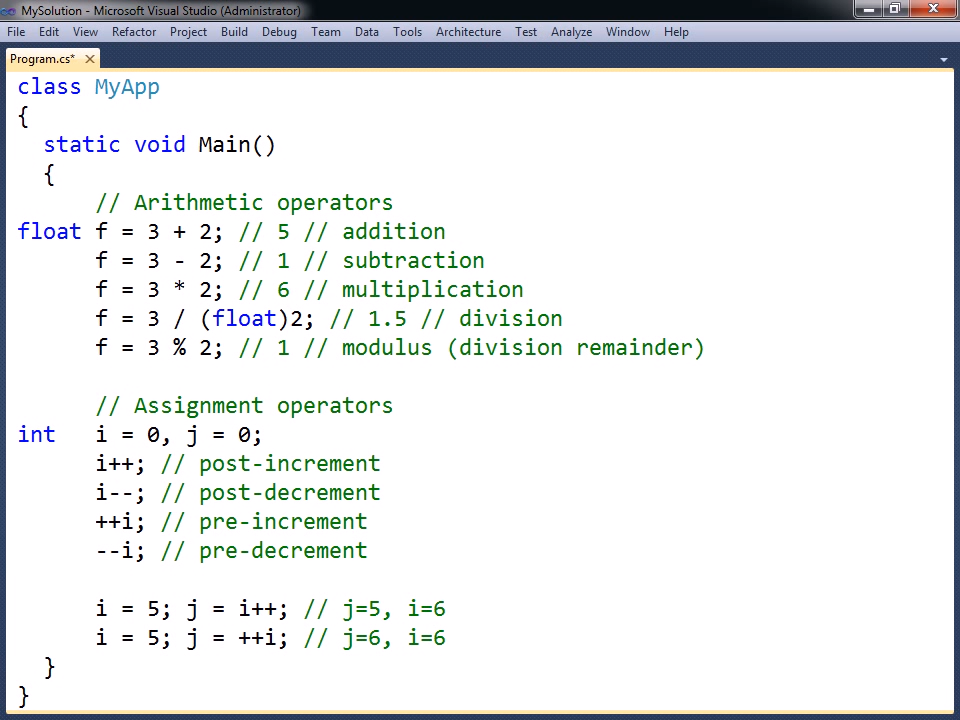 MySolution - Microsoft Visual Studio (Administrator)
File Edit View Refactor Project Build Debug Team Data Tools Architecture Test Analyze Window Help
Program.cs*
class MyApp
{
  static void Main()
  {
      // Arithmetic operators
float f = 3 + 2; // 5 // addition
      f = 3 - 2; // 1 // subtraction
      f = 3 * 2; // 6 // multiplication
      f = 3 / (float)2; // 1.5 // division
      f = 3 % 2; // 1 // modulus (division remainder)
      // Assignment operators
int   i = 0, j = 0;
      i++; // post-increment
      i--; // post-decrement
      ++i; // pre-increment
      --i; // pre-decrement
      i = 5; j = i++; // j=5, i=6
      i = 5; j = ++i; // j=6, i=6
  }
}